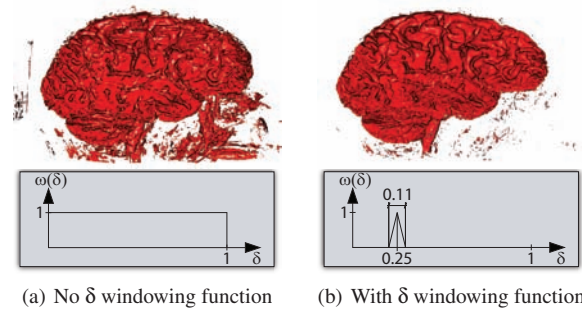 ω(δ)
1
1
δ
(a) No δ windowing function
ω(δ)
0.11
1
0.25
1
δ
(b) With δ windowing function